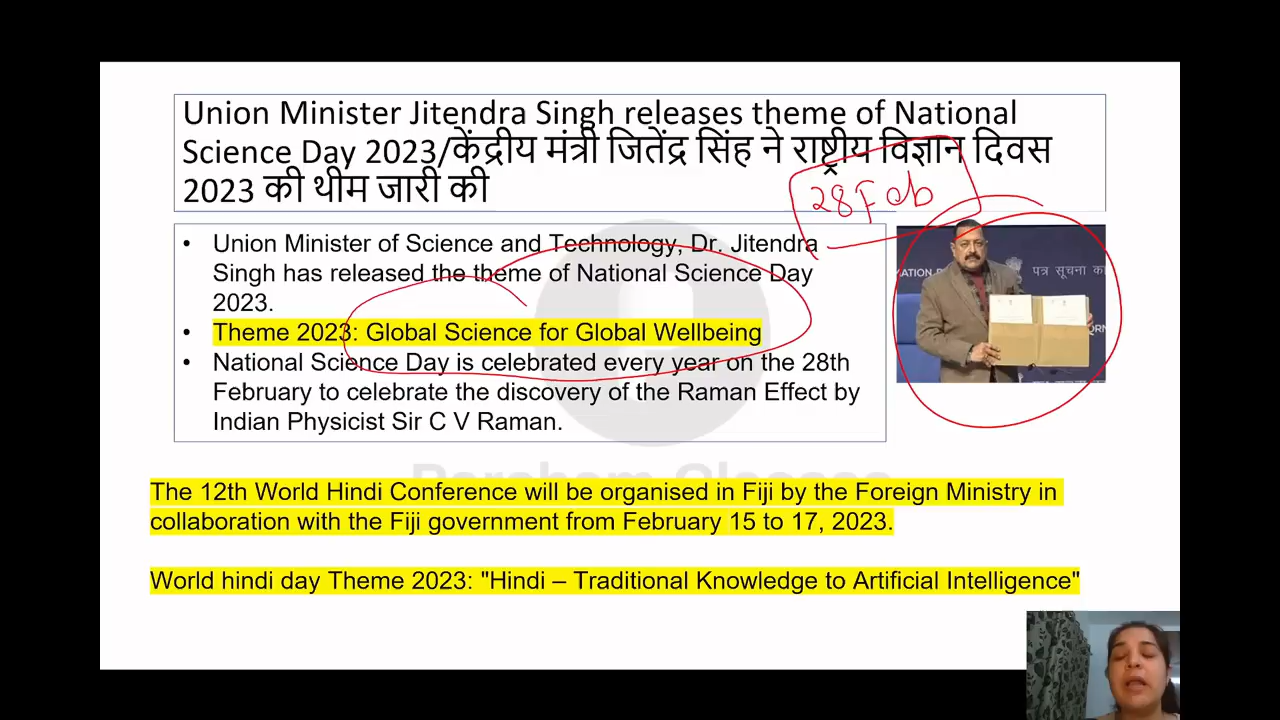 Union Minister Jitendra Singh releases theme of National
Science Day 2023/केंद्रीय मंत्री जितेंद्र सिंह ने राष्ट्रीय विज्ञान दिवस
2023 की थीम जारी की
28 Feb
• Union Minister of Science and Technology, Dr. Jitendra
Singh has released the theme of National Science Day
2023.
• Theme 2023: Global Science for Global Wellbeing
• National Science Day is celebrated every year on the 28th
February to celebrate the discovery of the Raman Effect by
Indian Physicist Sir C V Raman.
पत्र सूचना
The 12th World Hindi Conference will be organised in Fiji by the Foreign Ministry in
collaboration with the Fiji government from February 15 to 17, 2023.
World hindi day Theme 2023: "Hindi – Traditional Knowledge to Artificial Intelligence"